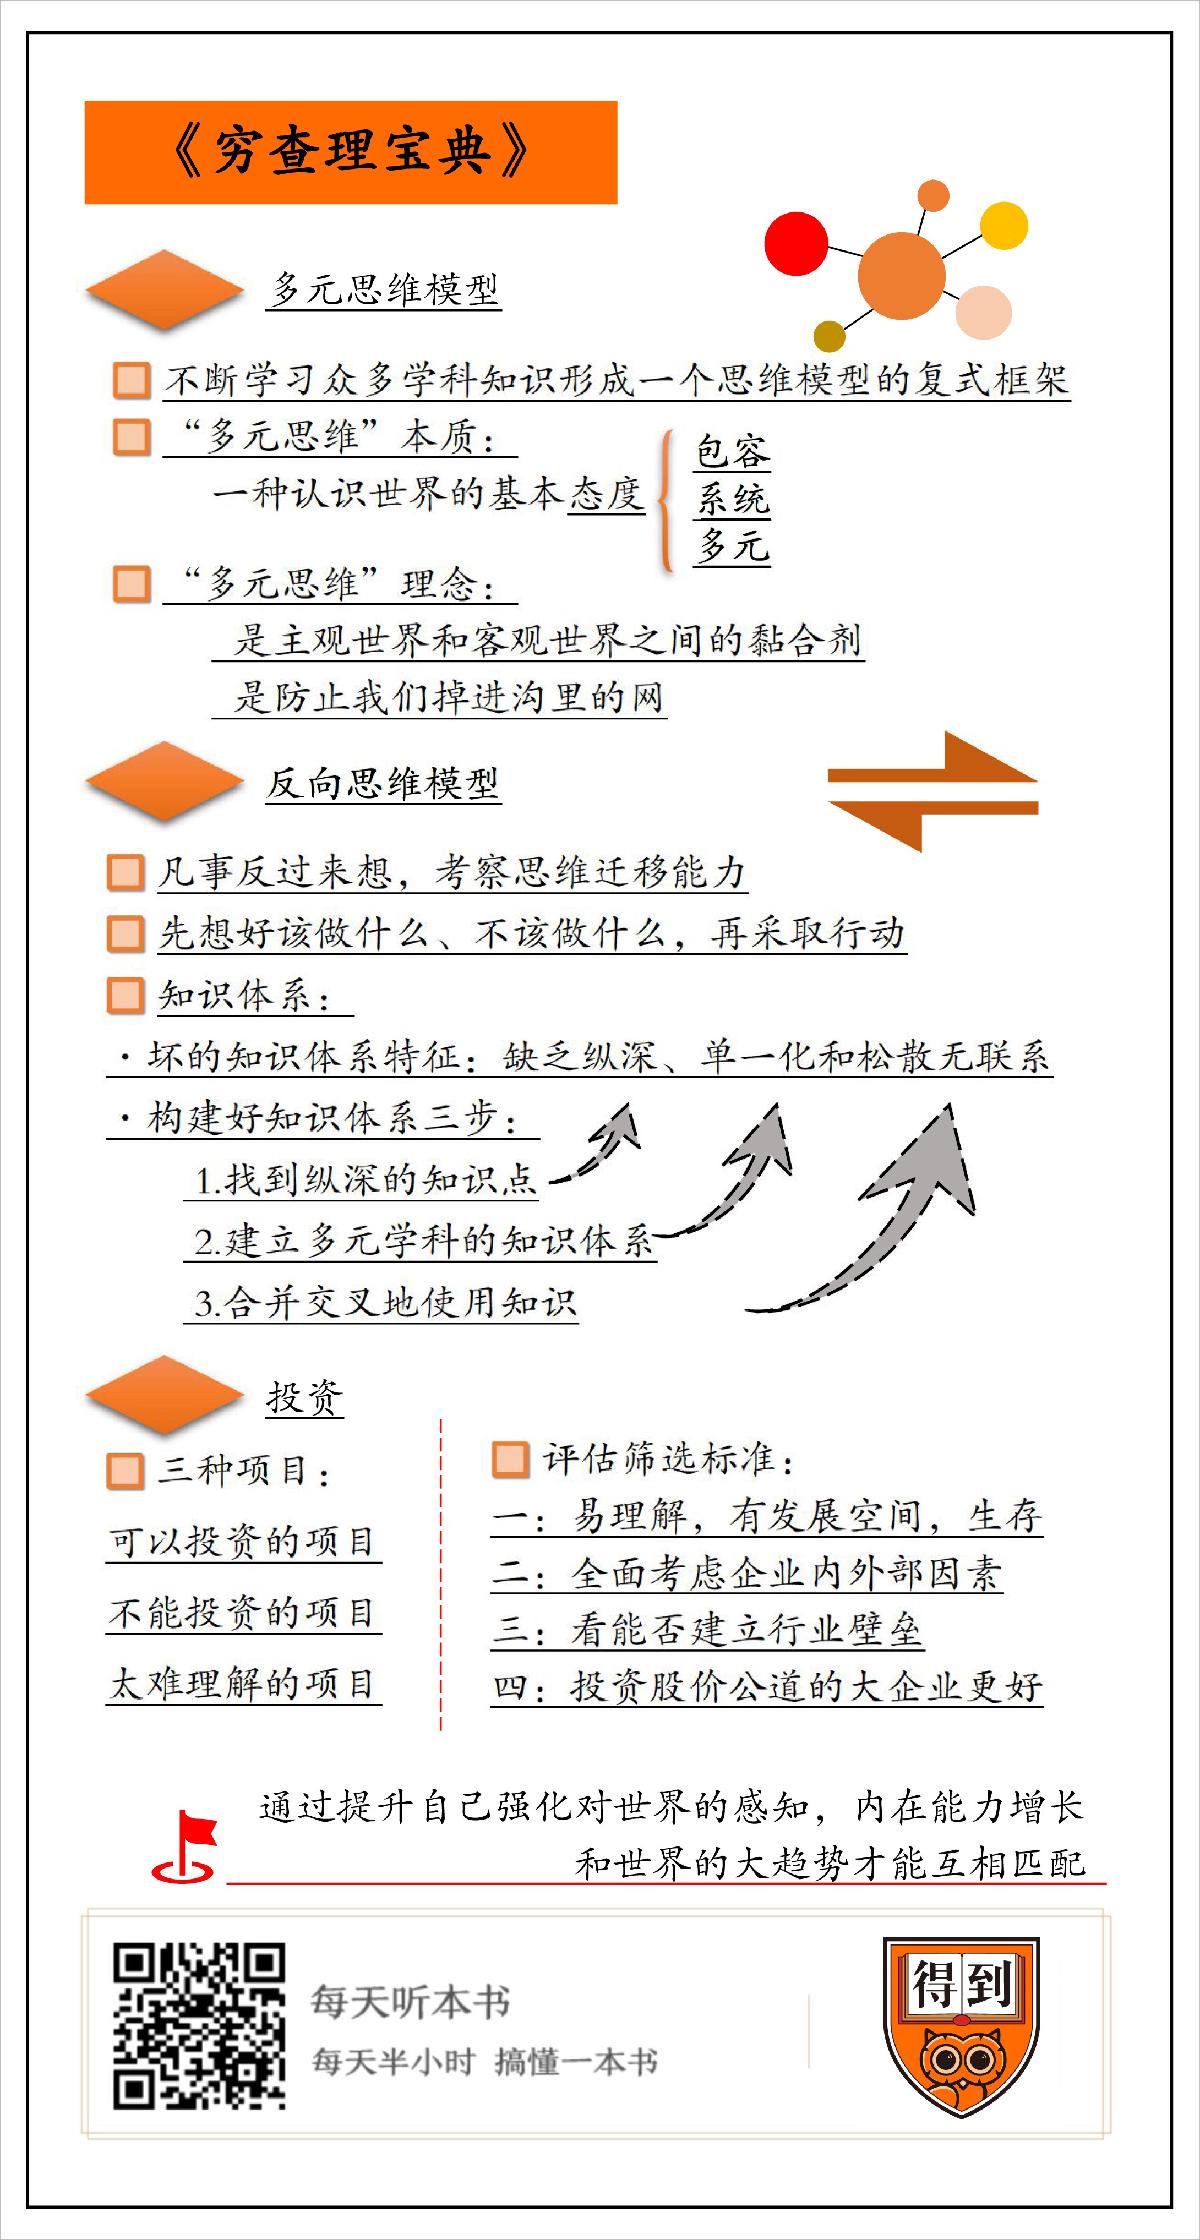 《穷查理宝典》
多元思维模型
不断学习众多学科知识形成一个思维模型的复式框架
“多元思维”本质：
一种认识世界的基本态度
包容
系统
多元
“多元思维”理念：
是主观世界和客观世界之间的黏合剂
是防止我们掉进沟里的网
反向思维模型
凡事反过来想，考察思维迁移能力
先想好该做什么、不该做什么，再采取行动
知识体系：
·坏的知识体系特征：缺乏纵深、单一化和松散无联系
·构建好知识体系三步：
1.找到纵深的知识点
2.建立多元学科的知识体系
3.合并交叉地使用知识
投资
三种项目：
可以投资的项目
不能投资的项目
太难理解的项目
评估筛选标准：
一：易理解，有发展空间，生存
二：全面考虑企业内外部因素
三：看能否建立行业壁垒
四：投资股价公道的大企业更好
通过提升自己强化对世界的感知，内在能力增长
和世界的大趋势才能互相匹配
每天听本书
每天半小时 搞懂一本书
得到